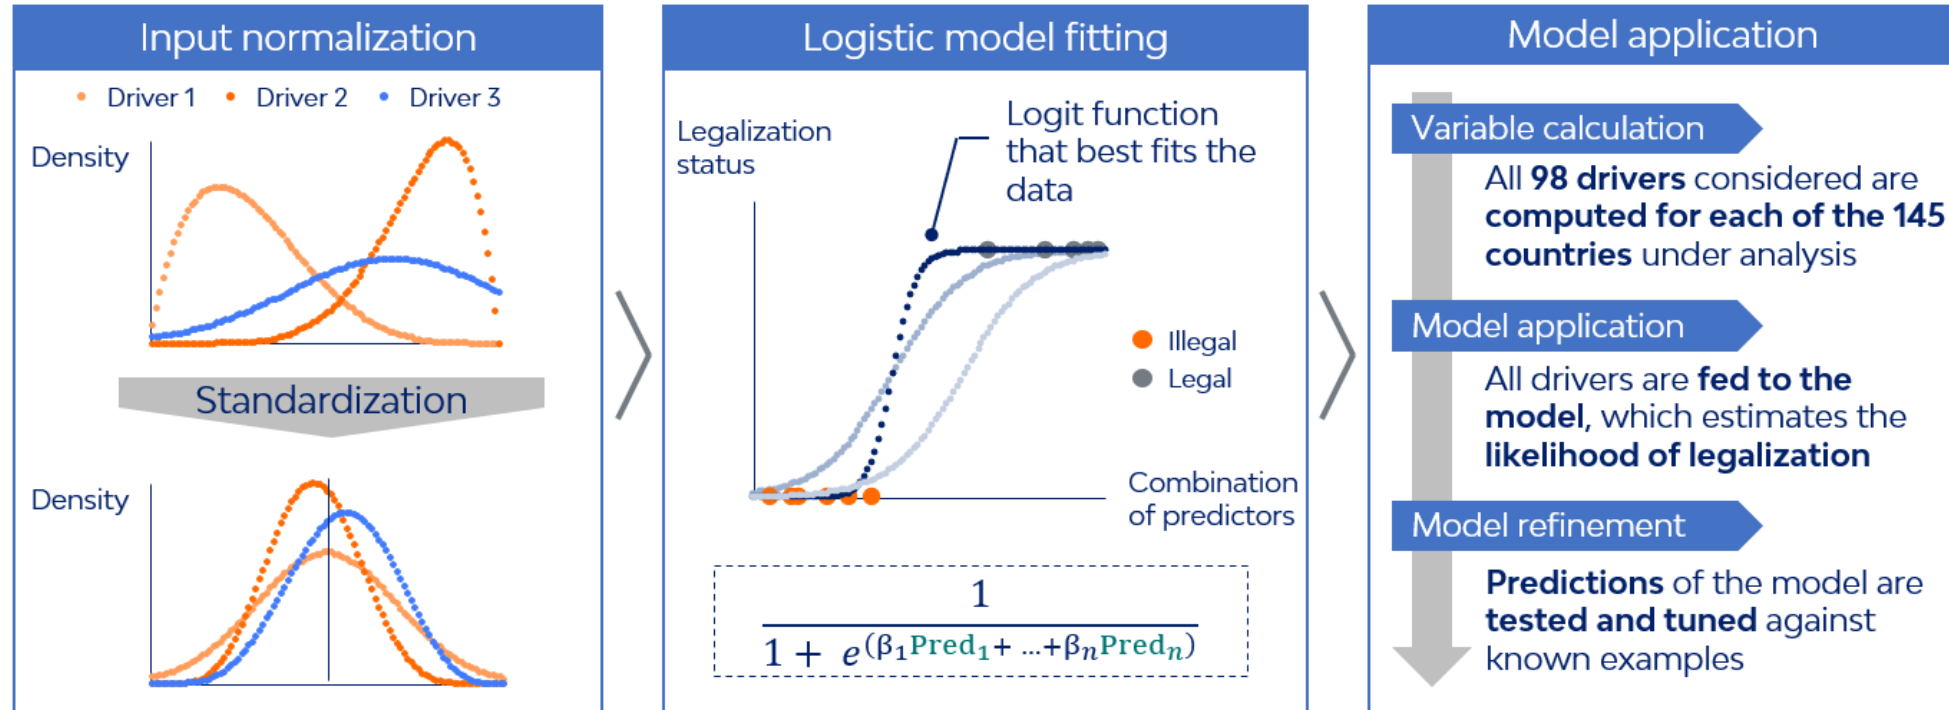 Input normalization
Driver 1
Driver 2
Driver 3
Density
Standardization
Density
Logistic model fitting
Legalization
status
Logit function
that best fits the
data
Illegal
Legal
Combination
of predictors
1
1 + e^(β₁Pred₁+ ...+βₙPredₙ)
Model application
Variable calculation
All 98 drivers considered are
computed for each of the 145
countries under analysis
Model application
All drivers are fed to the
model, which estimates the
likelihood of legalization
Model refinement
Predictions of the model are
tested and tuned against
known examples